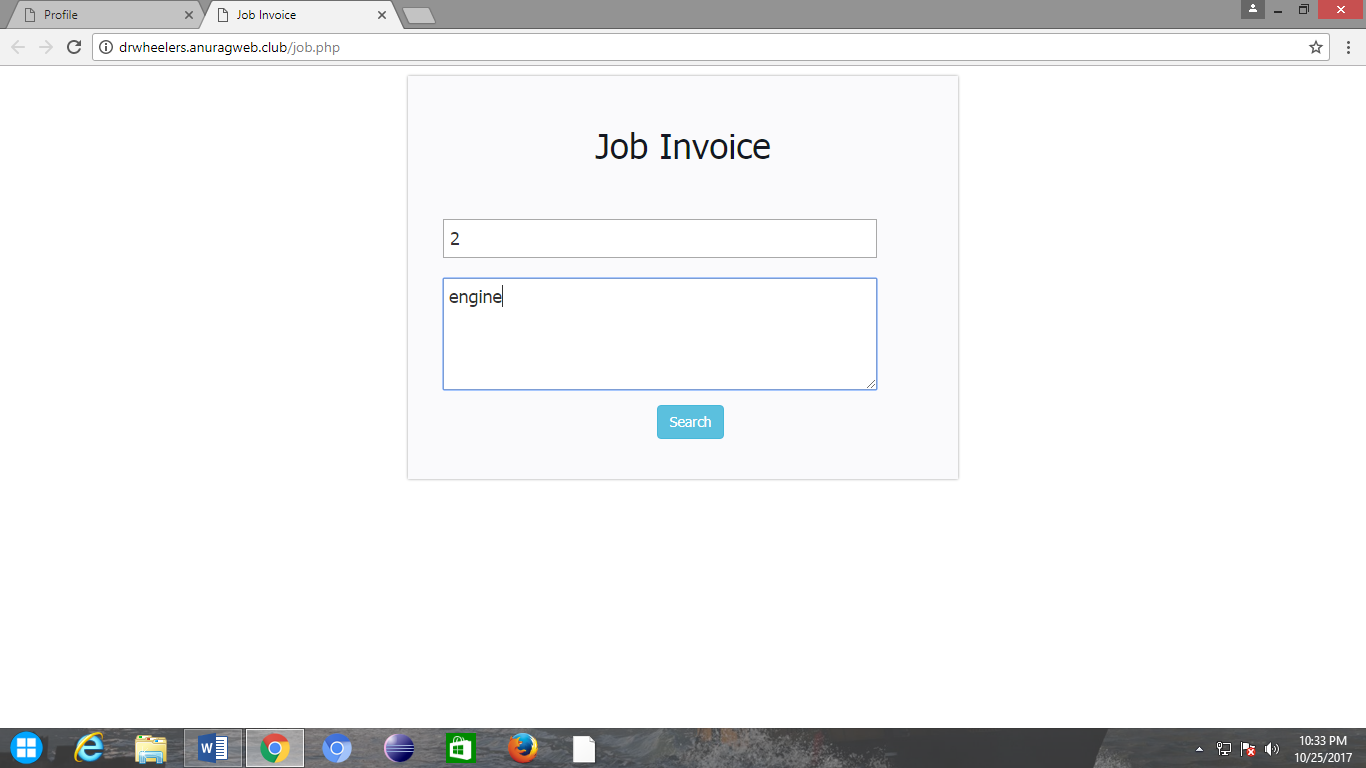 Profile
Job Invoice
drwheelers.anuragweb.club/job.php
Job Invoice
2
engine
Search
10:33 PM
10/25/2017